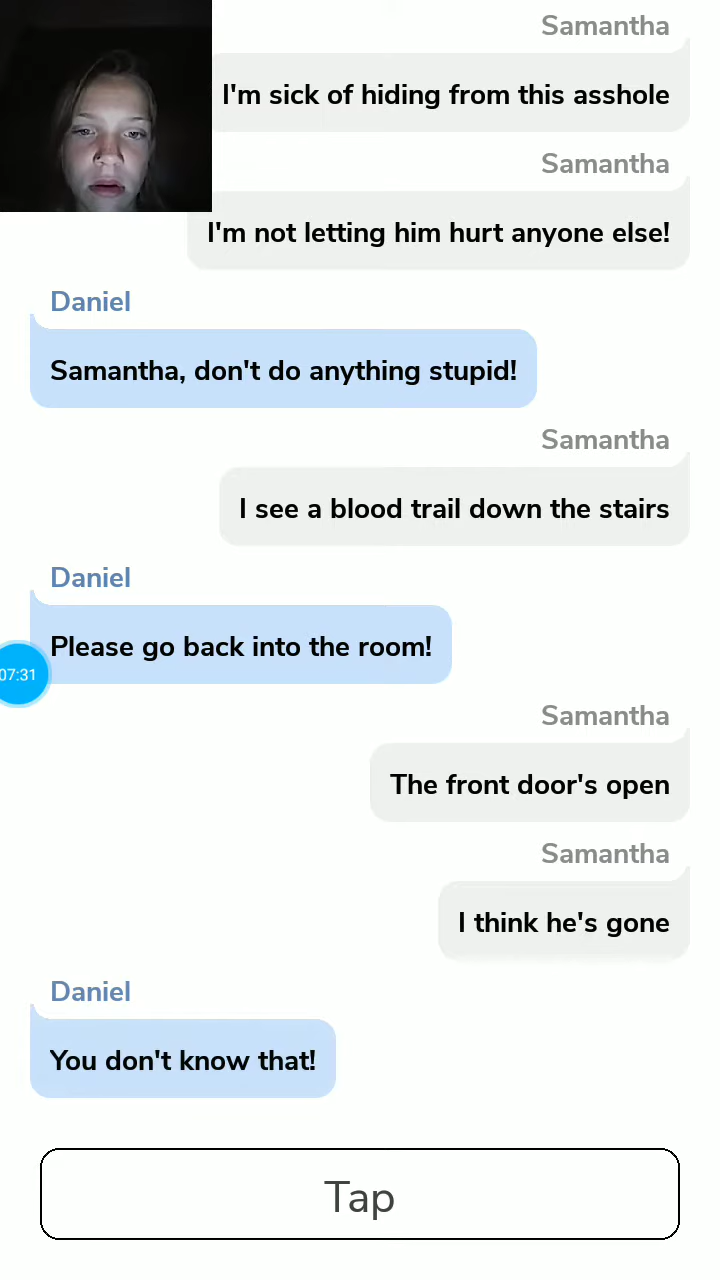 Samantha
I'm sick of hiding from this asshole
Samantha
I'm not letting him hurt anyone else!
Daniel
Samantha, don't do anything stupid!
Samantha
I see a blood trail down the stairs
Daniel
Please go back into the room!
07:31
Samantha
The front door's open
Samantha
I think he's gone
Daniel
You don't know that!
Tap